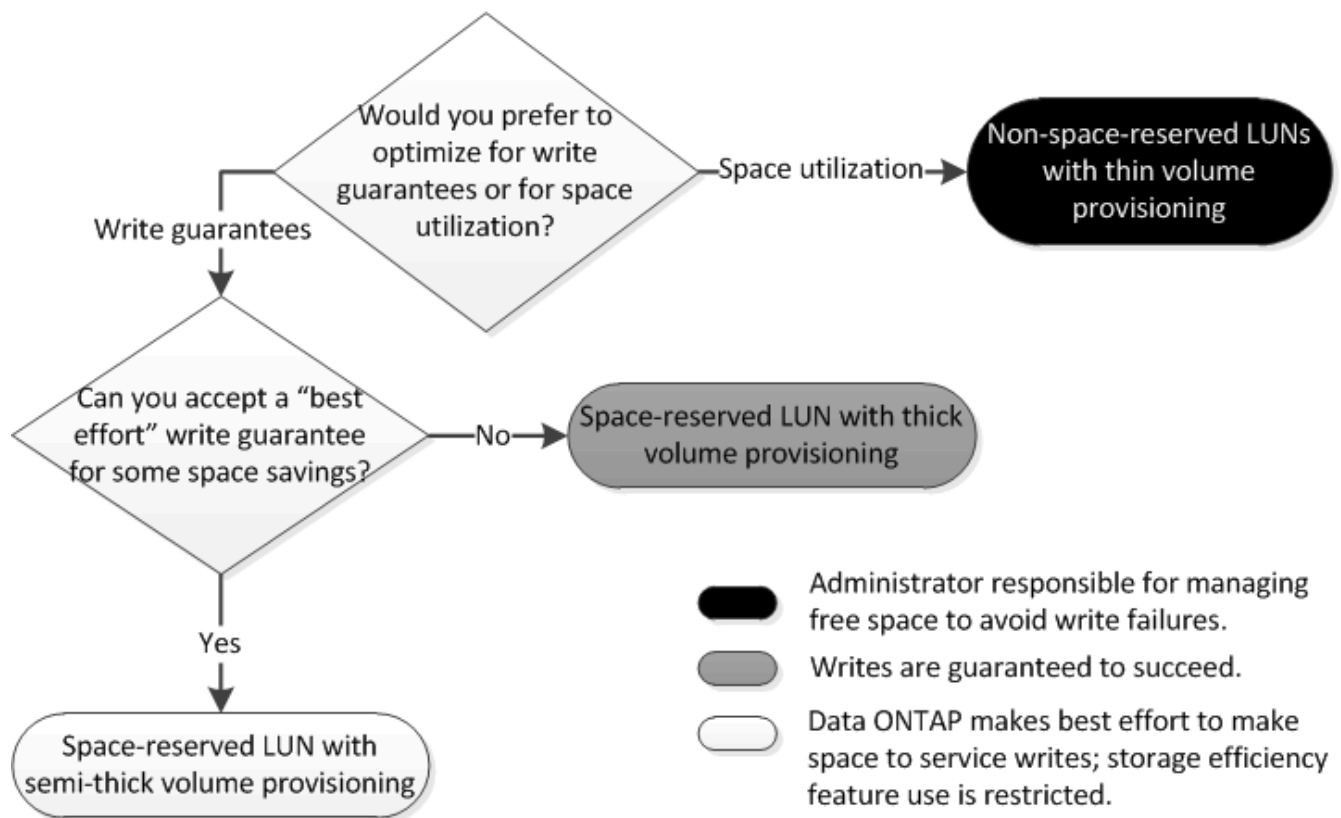 Would you prefer to
optimize for write
guarantees or for space
utilization?
Space utilization
Non-space-reserved LUNs
with thin volume
provisioning
Write guarantees
Can you accept a “best
effort” write guarantee
for some space savings?
No
Space-reserved LUN with thick
volume provisioning
Yes
Space-reserved LUN with
semi-thick volume provisioning
Administrator responsible for managing
free space to avoid write failures.
Writes are guaranteed to succeed.
Data ONTAP makes best effort to make
space to service writes; storage efficiency
feature use is restricted.